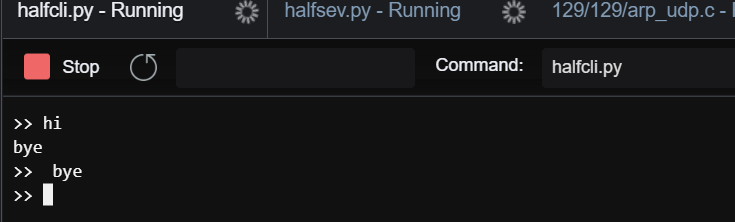 halfcli.py - Running halfsev.py - Running 129/129/arp_udp.c -
Stop Command: halfcli.py
>> hi
bye
>>  bye
>>